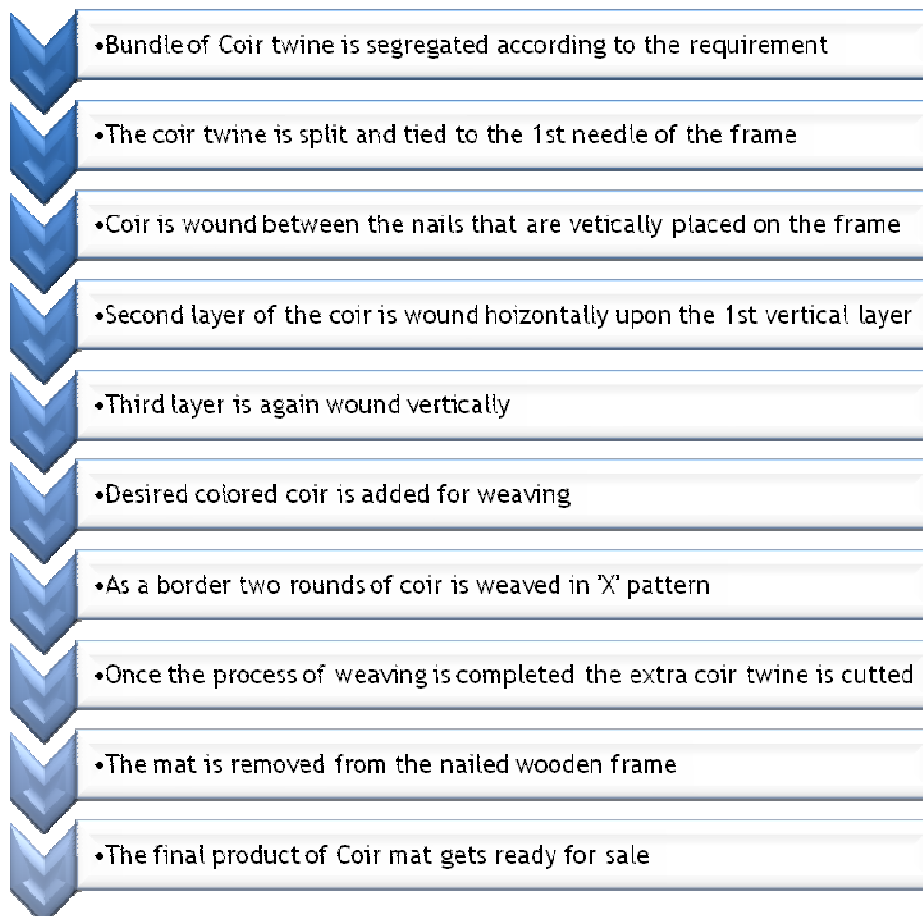 •Bundle of Coir twine is segregated according to the requirement
•The coir twine is split and tied to the 1st needle of the frame
•Coir is wound between the nails that are vetically placed on the frame
•Second layer of the coir is wound hoizontally upon the 1st vertical layer
•Third layer is again wound vertically
•Desired colored coir is added for weaving
•As a border two rounds of coir is weaved in 'X' pattern
•Once the process of weaving is completed the extra coir twine is cutted
•The mat is removed from the nailed wooden frame
•The final product of Coir mat gets ready for sale